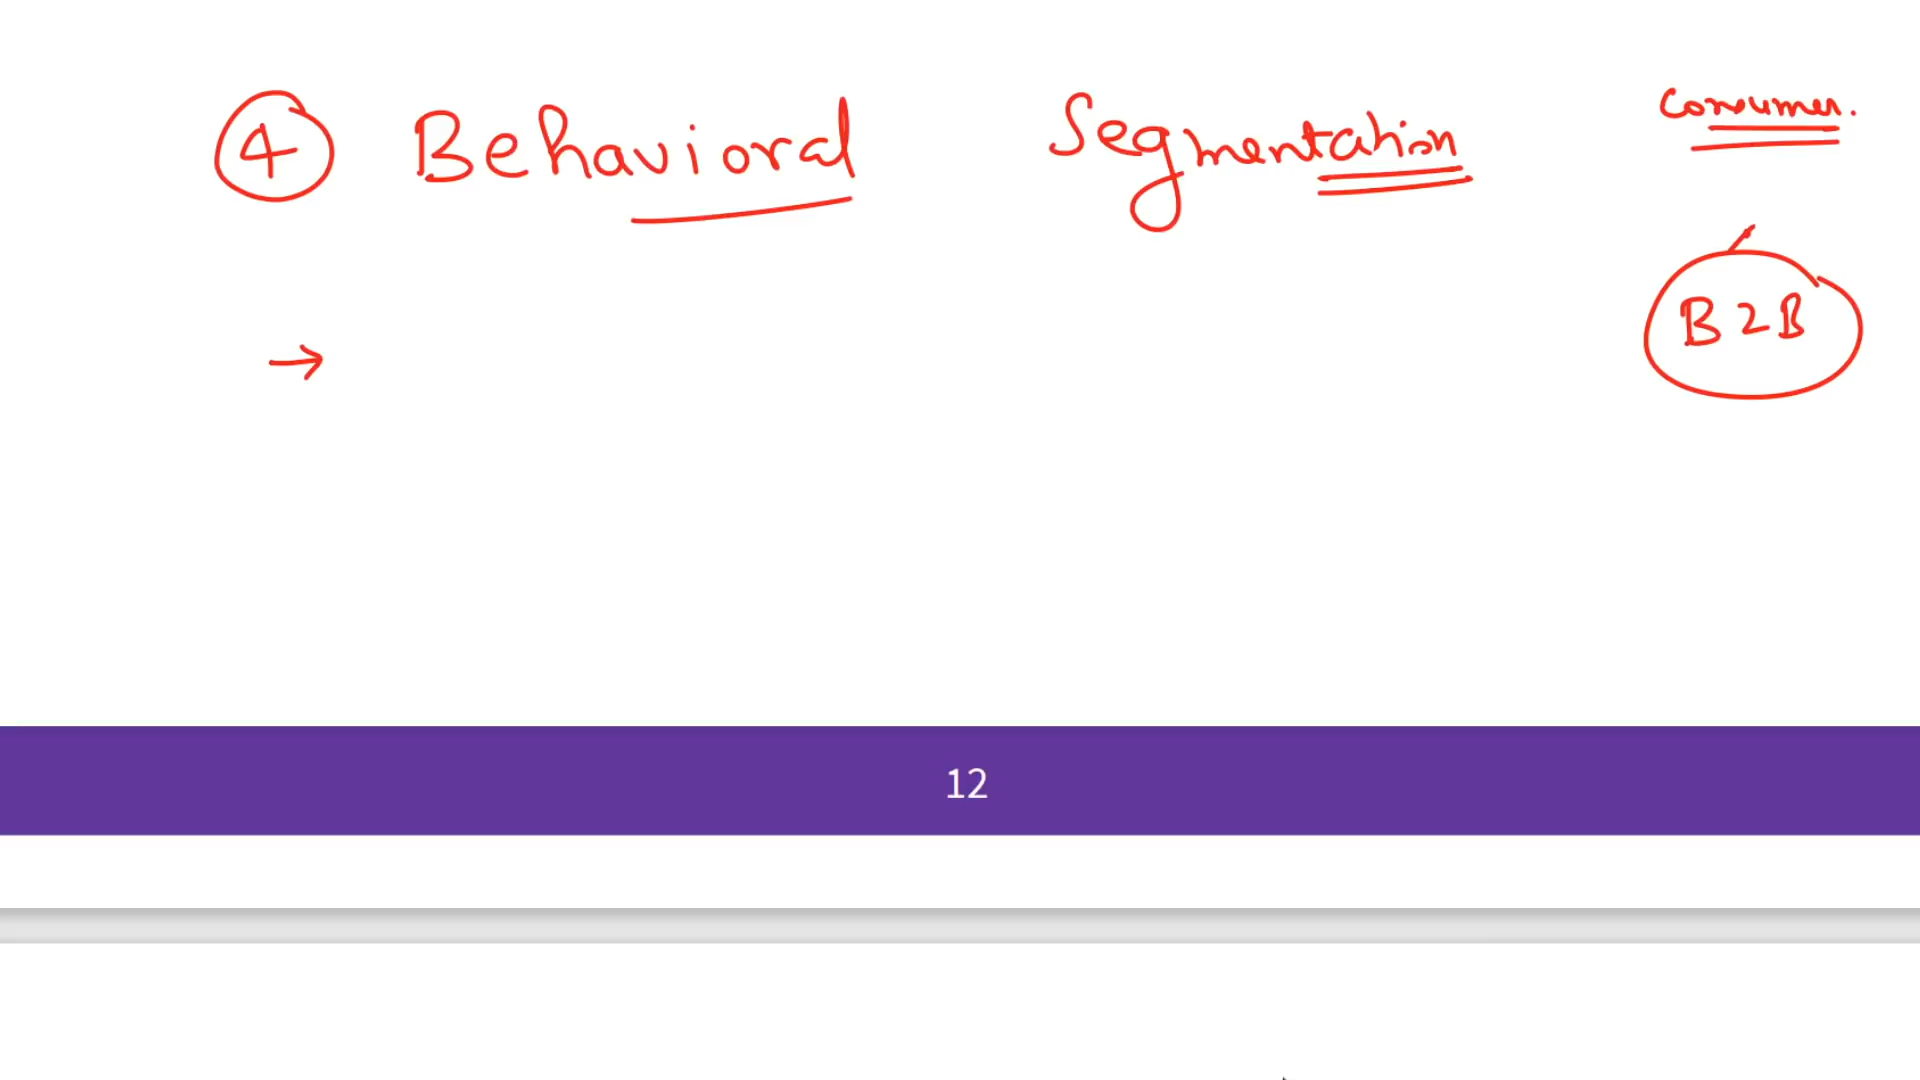 4 Behavioral Segmentation
Consumer.
B2B
→
12